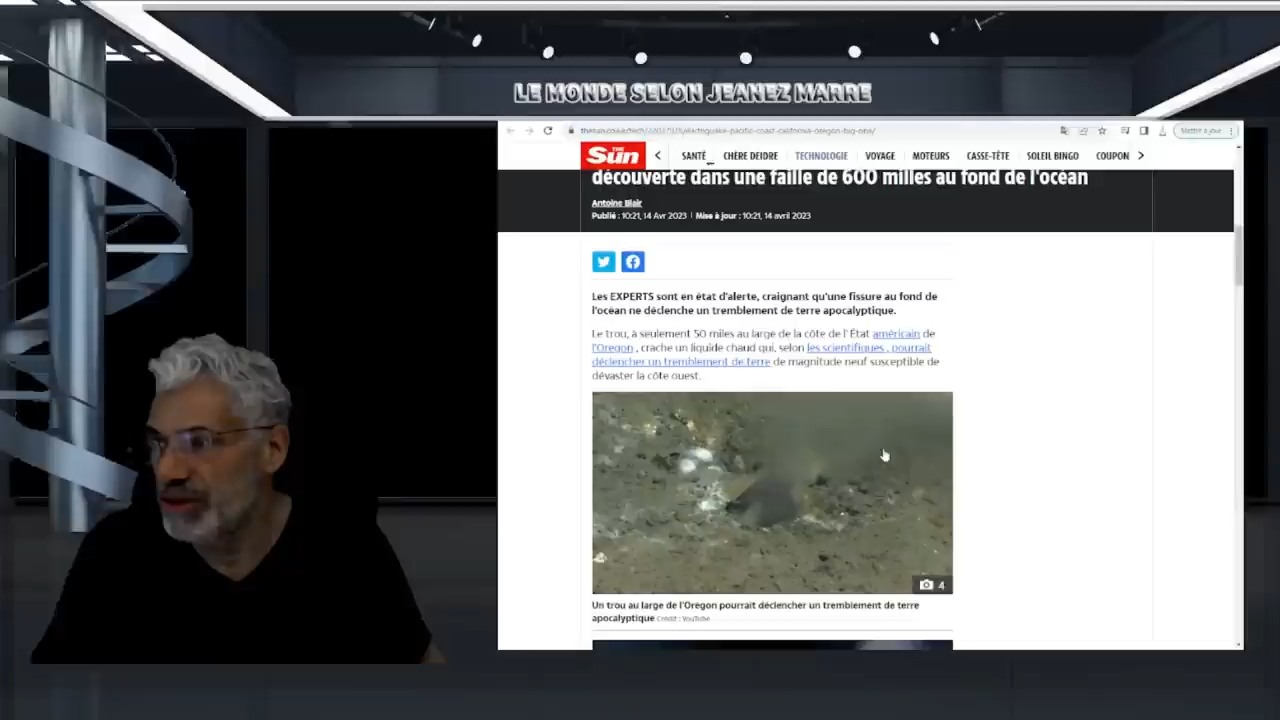 LE MONDE SELON JEANEZ MARRE
Mettre à jour
THE Sun
SANTÉ CHÈRE DEIDRE TECHNOLOGIE VOYAGE MOTEURS CASSE-TÊTE SOLEIL BINGO COUPON
découverte dans une faille de 600 milles au fond de l'océan
Antoine Blair
Publié : 10:21, 14 Avr 2023 | Mise à jour : 10:21, 14 avril 2023
Les EXPERTS sont en état d'alerte, craignant qu'une fissure au fond de
l'océan ne déclenche un tremblement de terre apocalyptique.
Le trou, à seulement 50 miles au large de la côte de l' État américain de
l'Oregon , crache un liquide chaud qui, selon les scientifiques , pourrait
déclencher un tremblement de terre de magnitude neuf susceptible de
dévaster la côte ouest.
4
Un trou au large de l'Oregon pourrait déclencher un tremblement de terre
apocalyptique Crédit : YouTube